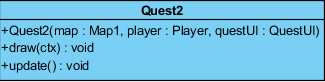 Quest2
+Quest2(map : Map1, player : Player, questUI : QuestUI)
+draw(ctx) : void
+update() : void